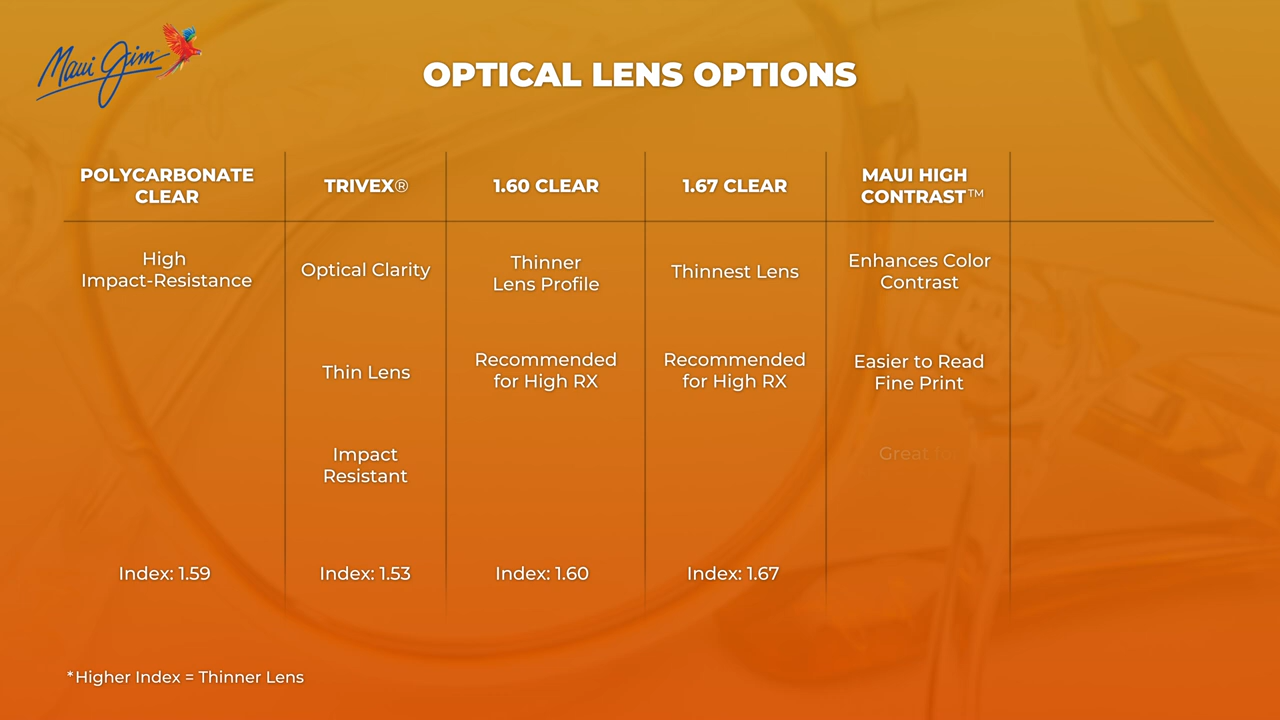 Maui Jim
OPTICAL LENS OPTIONS
POLYCARBONATE
CLEAR
TRIVEX®
1.60 CLEAR
1.67 CLEAR
MAUI HIGH
CONTRAST™
High
Impact-Resistance
Optical Clarity
Thinner
Lens Profile
Thinnest Lens
Enhances Color
Contrast
Thin Lens
Recommended
for High RX
Recommended
for High RX
Easier to Read
Fine Print
Impact
Resistant
Great
Index: 1.59
Index: 1.53
Index: 1.60
Index: 1.67
*Higher Index = Thinner Lens